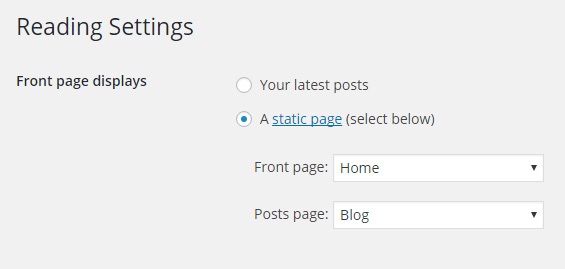 Reading Settings
Front page displays
Your latest posts
A static page (select below)
Front page: Home
Posts page: Blog